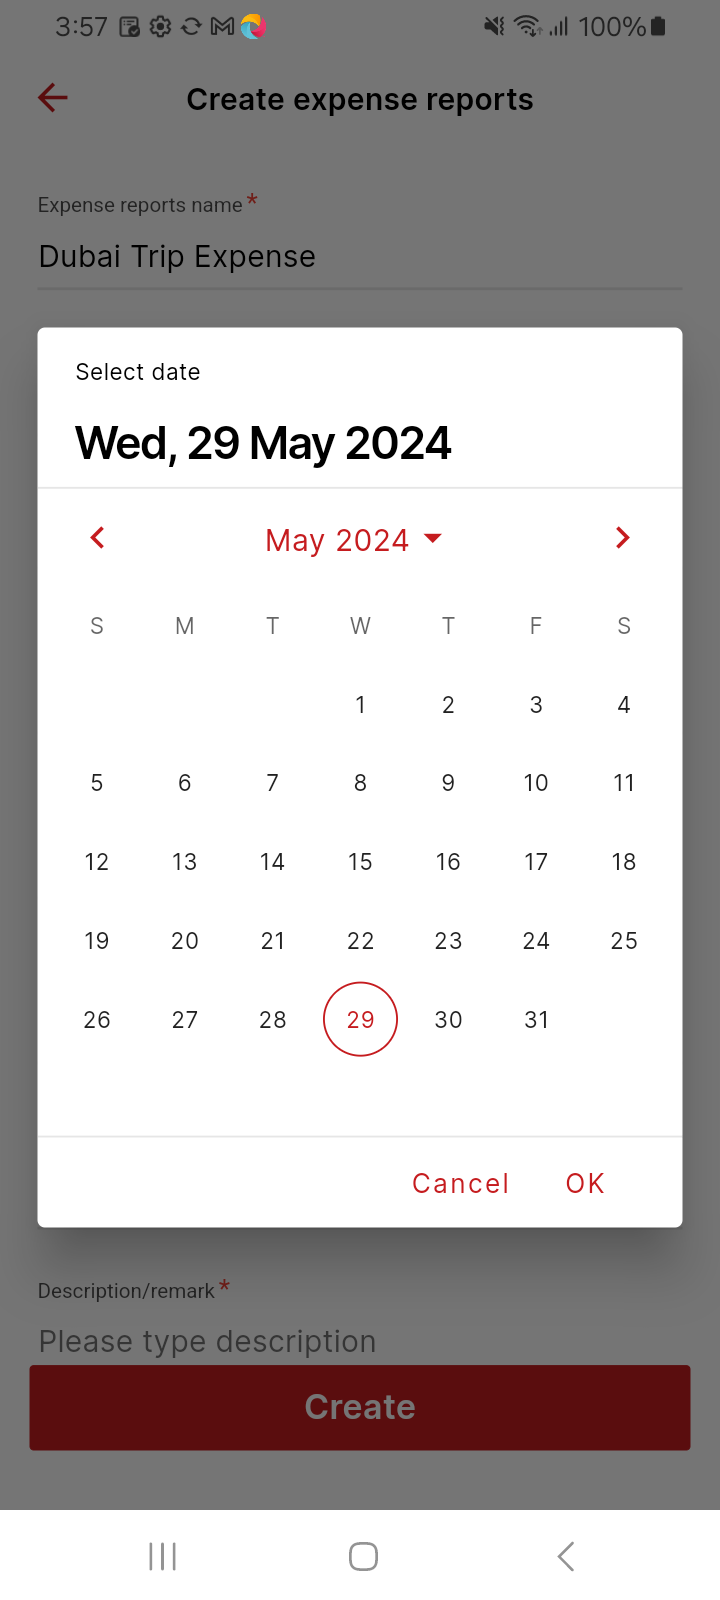 3:57 100%
Create expense reports
Expense reports name *
Dubai Trip Expense
Select date
Wed, 29 May 2024
May 2024
S M T W T F S
1 2 3 4
5 6 7 8 9 10 11
12 13 14 15 16 17 18
19 20 21 22 23 24 25
26 27 28 29 30 31
Cancel OK
Description/remark *
Please type description
Create